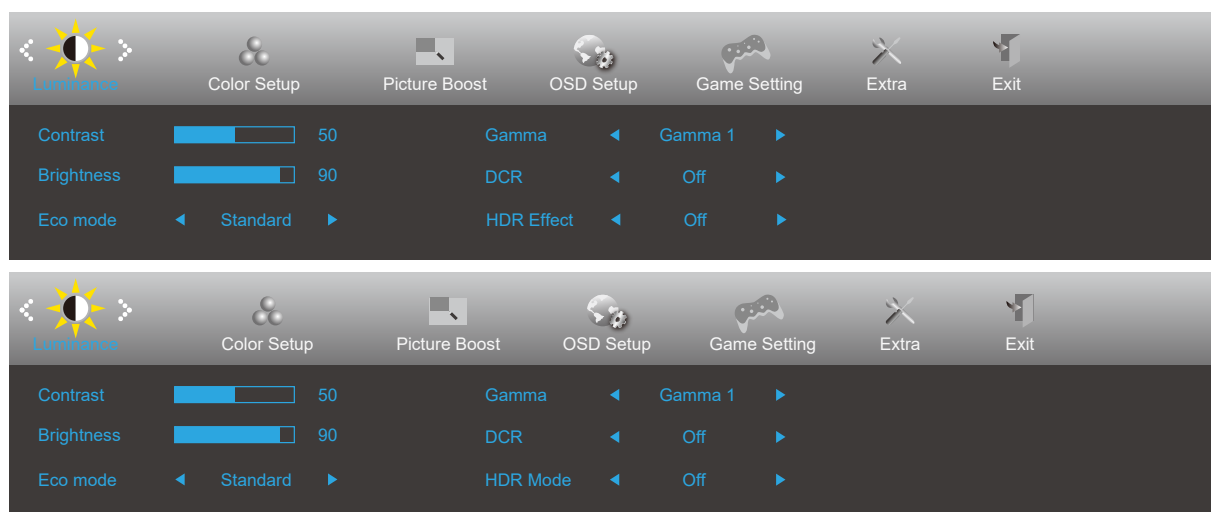 Luminance Color Setup Picture Boost OSD Setup Game Setting Extra Exit
Contrast 50 Gamma Gamma 1
Brightness 90 DCR Off
Eco mode Standard HDR Effect Off
Luminance Color Setup Picture Boost OSD Setup Game Setting Extra Exit
Contrast 50 Gamma Gamma 1
Brightness 90 DCR Off
Eco mode Standard HDR Mode Off